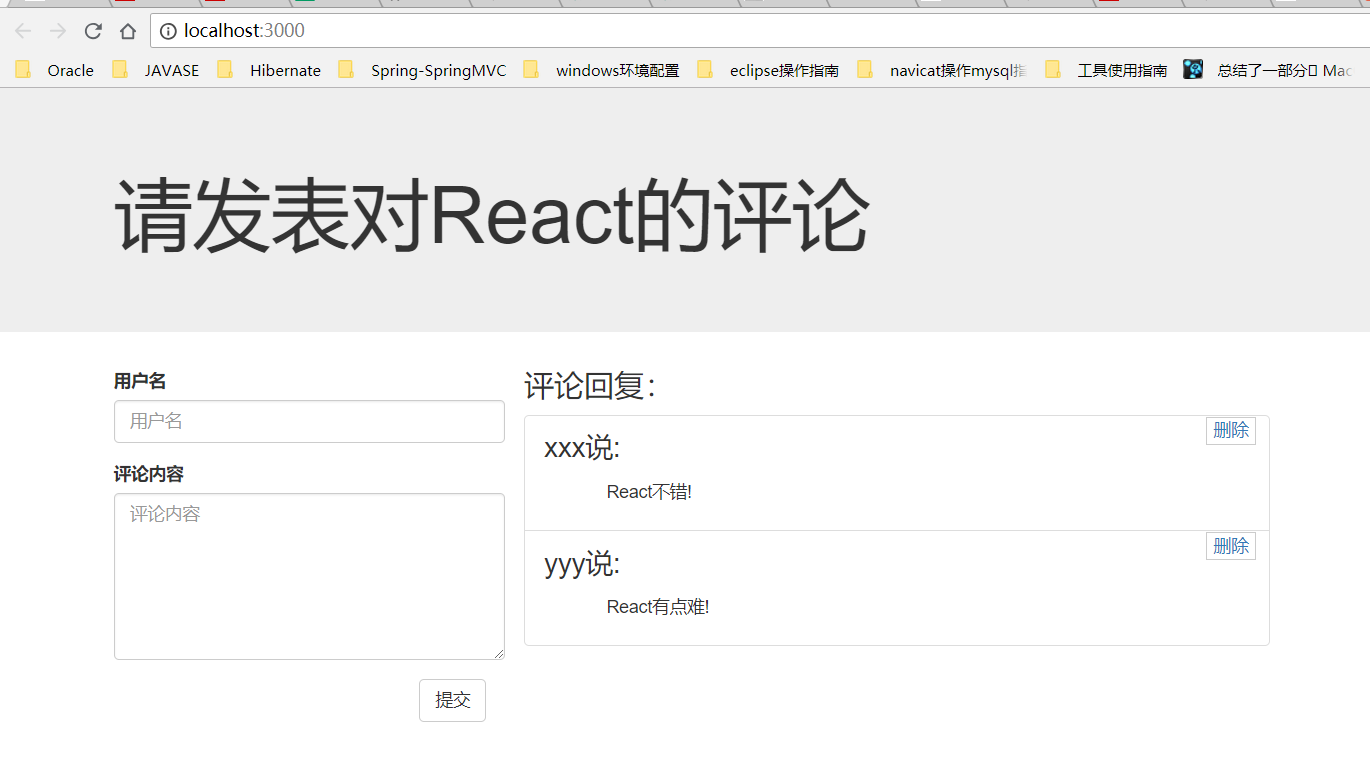 localhost:3000
Oracle JAVASE Hibernate Spring-SpringMVC windows环境配置 eclipse操作指南 navicat操作mysql指 工具使用指南 总结了一部分 Mac
请发表对React的评论
用户名
用户名
评论内容
评论内容
提交
评论回复：
xxx说:
删除
React不错!
yyy说:
删除
React有点难!